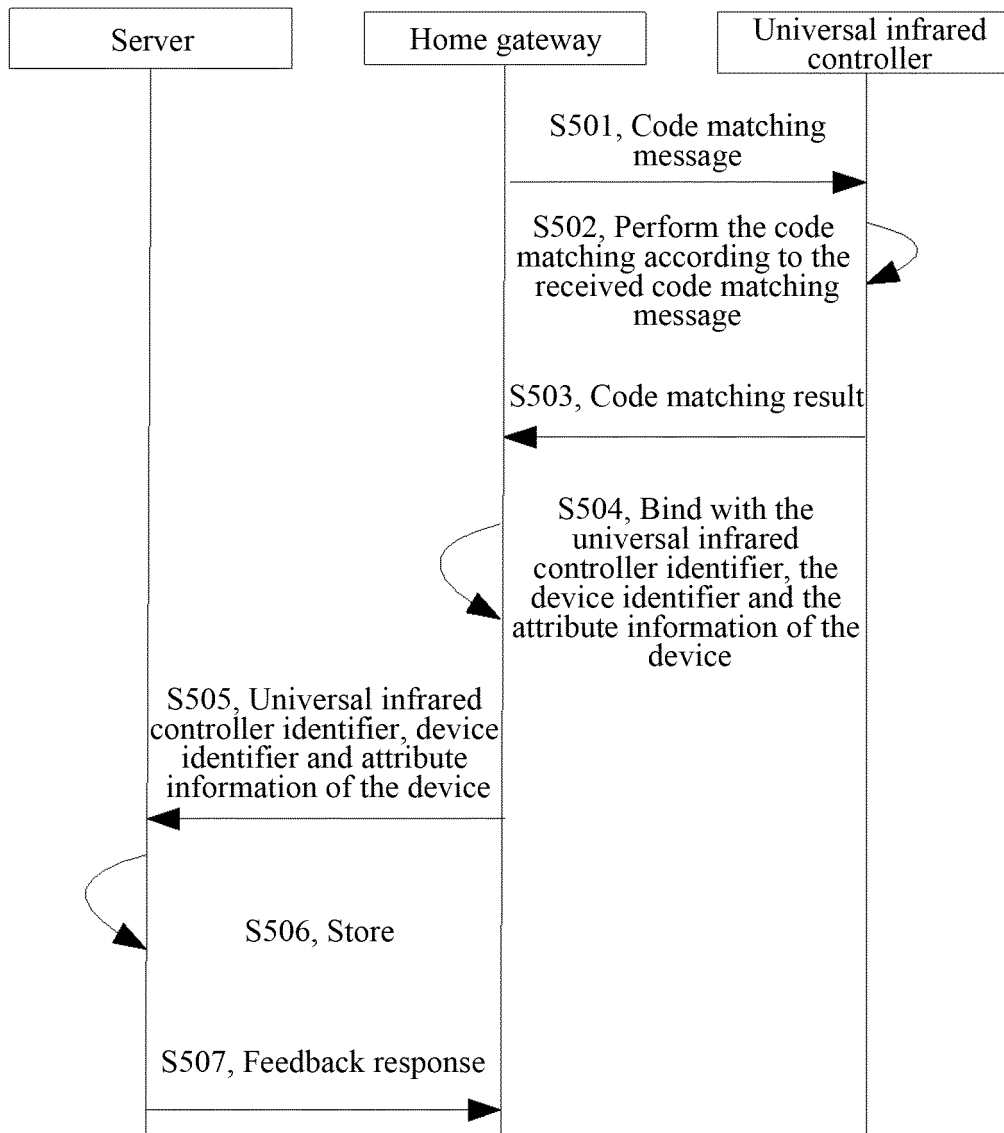 Server
Home gateway
Universal infrared
controller
S501, Code matching
message
S502, Perform the code
matching according to the
received code matching
message
S503, Code matching result
S504, Bind with the
universal infrared
controller identifier, the
device identifier and the
attribute information of the
device
S505, Universal infrared
controller identifier, device
identifier and attribute
information of the device
S506, Store
S507, Feedback response